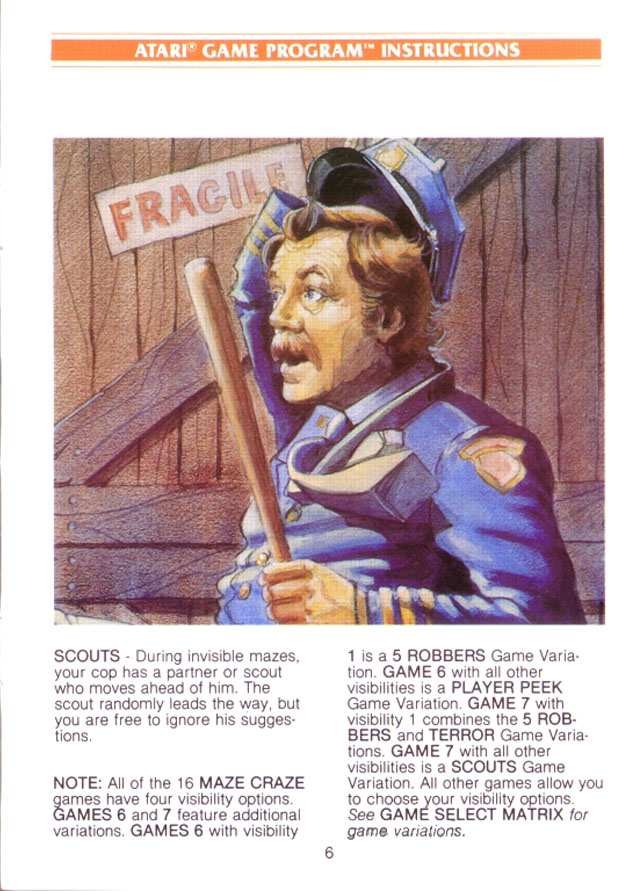 ATARI® GAME PROGRAM™ INSTRUCTIONS
FRAGILE
SCOUTS - During invisible mazes,
your cop has a partner or scout
who moves ahead of him. The
scout randomly leads the way, but
you are free to ignore his sugges-
tions.
NOTE: All of the 16 MAZE CRAZE
games have four visibility options.
GAMES 6 and 7 feature additional
variations. GAMES 6 with visibility
1 is a 5 ROBBERS Game Varia-
tion. GAME 6 with all other
visibilities is a PLAYER PEEK
Game Variation. GAME 7 with
visibility 1 combines the 5 ROB-
BERS and TERROR Game Varia-
tions. GAME 7 with all other
visibilities is a SCOUTS Game
Variation. All other games allow you
to choose your visibility options.
See GAME SELECT MATRIX for
game variations.
6